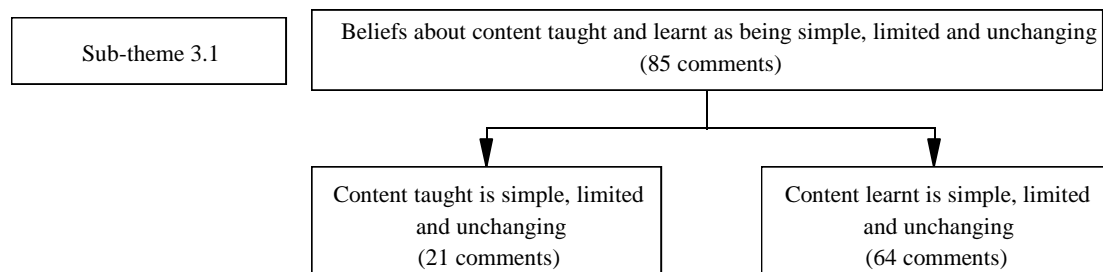 Sub-theme 3.1
Beliefs about content taught and learnt as being simple, limited and unchanging
(85 comments)
Content taught is simple, limited
and unchanging
(21 comments)
Content learnt is simple, limited
and unchanging
(64 comments)